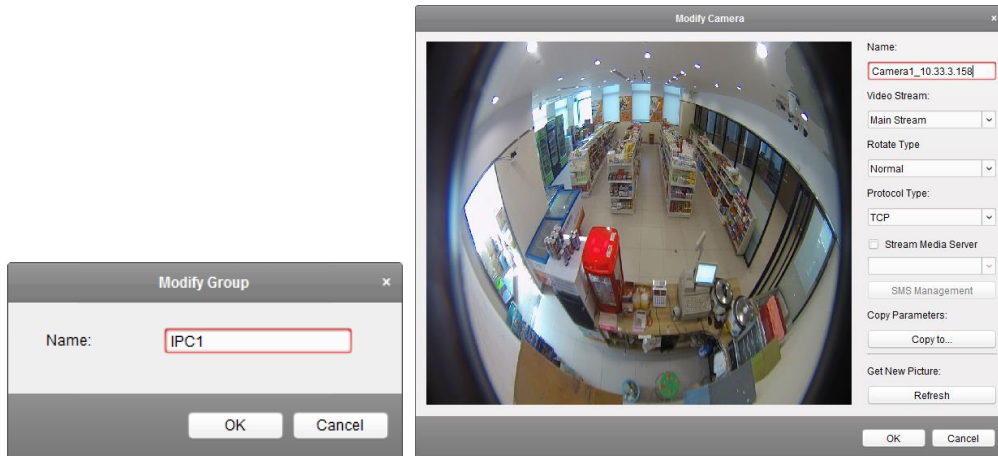 Modify Group ×
Name: IPC1
OK Cancel
Modify Camera ×
Name:
Camera1_10.33.3.158
Video Stream:
Main Stream
Rotate Type
Normal
Protocol Type:
TCP
Stream Media Server
SMS Management
Copy Parameters:
Copy to...
Get New Picture:
Refresh
OK Cancel